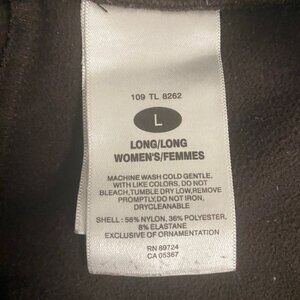 109 TL 8262
L
LONG/LONG
WOMEN'S/FEMMES
MACHINE WASH COLD GENTLE,
WITH LIKE COLORS, DO NOT
BLEACH,TUMBLE DRY LOW,REMOVE
PROMPTLY,DO NOT IRON,
DRYCLEANABLE
SHELL : 56% NYLON, 36% POLYESTER,
8% ELASTANE
EXCLUSIVE OF ORNAMENTATION
RN 89724
CA 05367